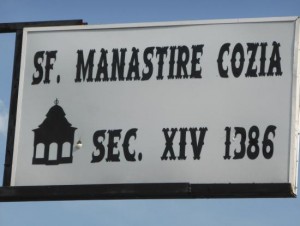 SF. MANASTIRE COZIA
SEC. XIV 1386